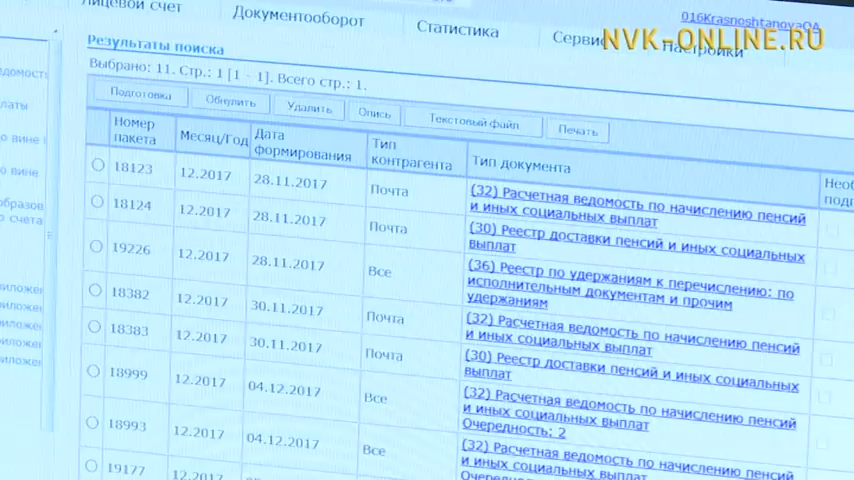 Лицевой счет
Документооборот
Статистика
Сервис
Настройки
016KrasnoshtanovaOA
NVK-ONLINE.RU
Результаты поиска
Выбрано: 11. Стр.: 1 [1 - 1]. Всего стр.: 1.
Подготовка Обнулить Удалить Опись Текстовый файл Печать
Номер пакета Месяц/Год Дата формирования Тип контрагента Тип документа
18123 12.2017 28.11.2017 Почта (32) Расчетная ведомость по начислению пенсий
и иных социальных выплат
18124 12.2017 28.11.2017 Почта (30) Реестр доставки пенсий и иных социальных
выплат
19226 12.2017 28.11.2017 Все (36) Реестр по удержаниям к перечислению: по
исполнительным документам и прочим
удержаниям
18382 12.2017 30.11.2017 Почта (32) Расчетная ведомость по начислению пенсий
и иных социальных выплат
18383 12.2017 30.11.2017 Почта (30) Реестр доставки пенсий и иных социальных
выплат
18999 12.2017 04.12.2017 Все (32) Расчетная ведомость по начислению пенсий
и иных социальных выплат
Очередность: 2
18993 12.2017 04.12.2017 Все (32) Расчетная ведомость по начислению пенсий
и иных социальных выплат
19177 12.2017